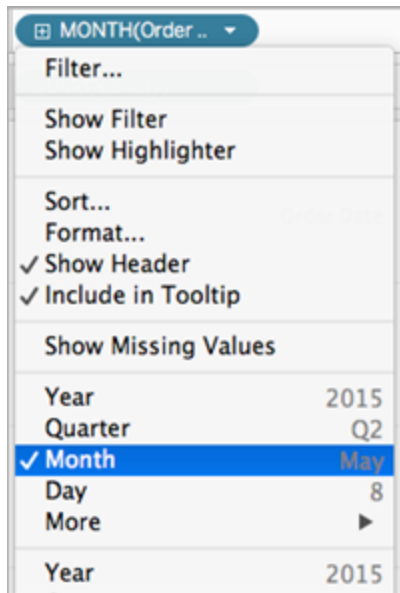 MONTH(Order ..
Filter...
Show Filter
Show Highlighter
Sort...
Format...
✓ Show Header
✓ Include in Tooltip
Show Missing Values
Year 2015
Quarter Q2
✓ Month May
Day 8
More ▶
Year 2015